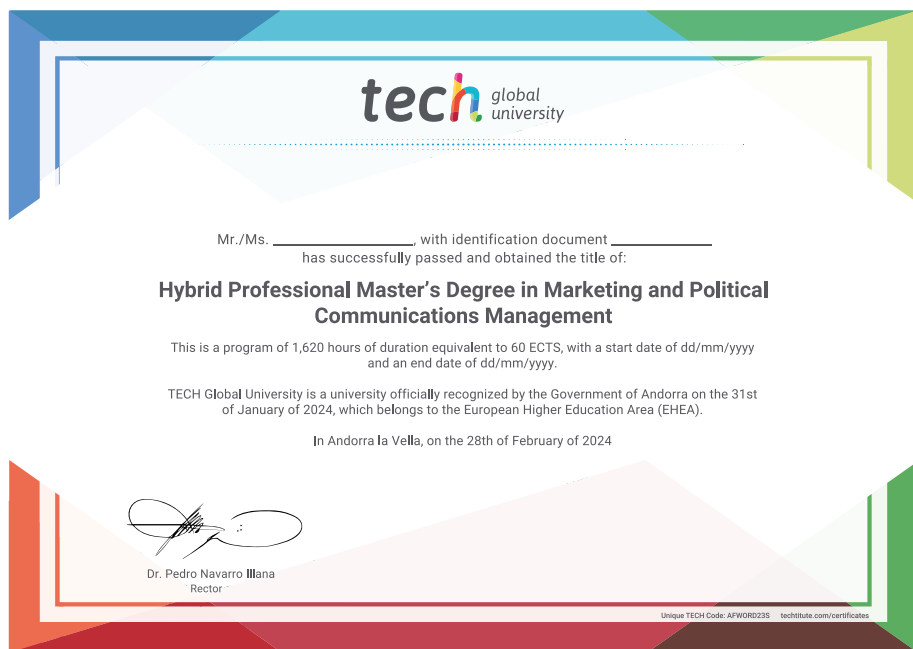 tech global
university
Mr./Ms. ____________, with identification document ____________
has successfully passed and obtained the title of:
Hybrid Professional Master’s Degree in Marketing and Political
Communications Management
This is a program of 1,620 hours of duration equivalent to 60 ECTS, with a start date of dd/mm/yyyy
and an end date of dd/mm/yyyy.
TECH Global University is a university officially recognized by the Government of Andorra on the 31st
of January of 2024, which belongs to the European Higher Education Area (EHEA).
In Andorra la Vella, on the 28th of February of 2024
Dr. Pedro Navarro Illana
Rector
Unique TECH Code: AFWORD23S techtitute.com/certificates